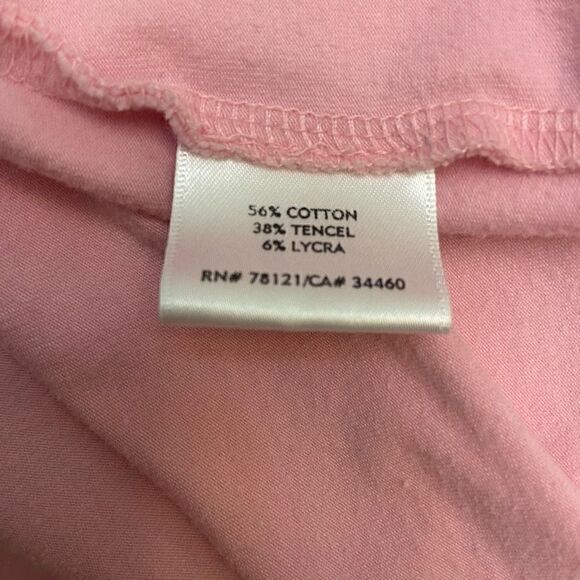 56% COTTON
38% TENCEL
6% LYCRA
RN# 78121/CA# 34460